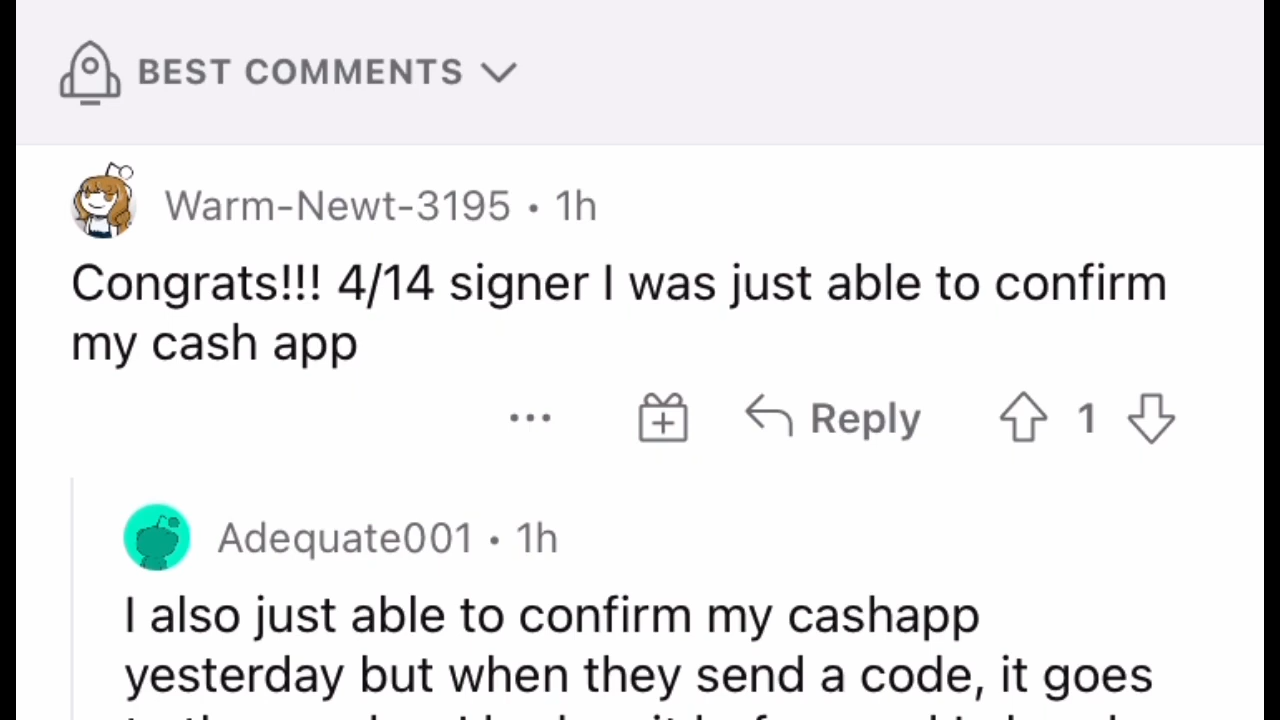 BEST COMMENTS
Warm-Newt-3195 • 1h
Congrats!!! 4/14 signer I was just able to confirm
my cash app
Reply 1
Adequate001 • 1h
I also just able to confirm my cashapp
yesterday but when they send a code, it goes